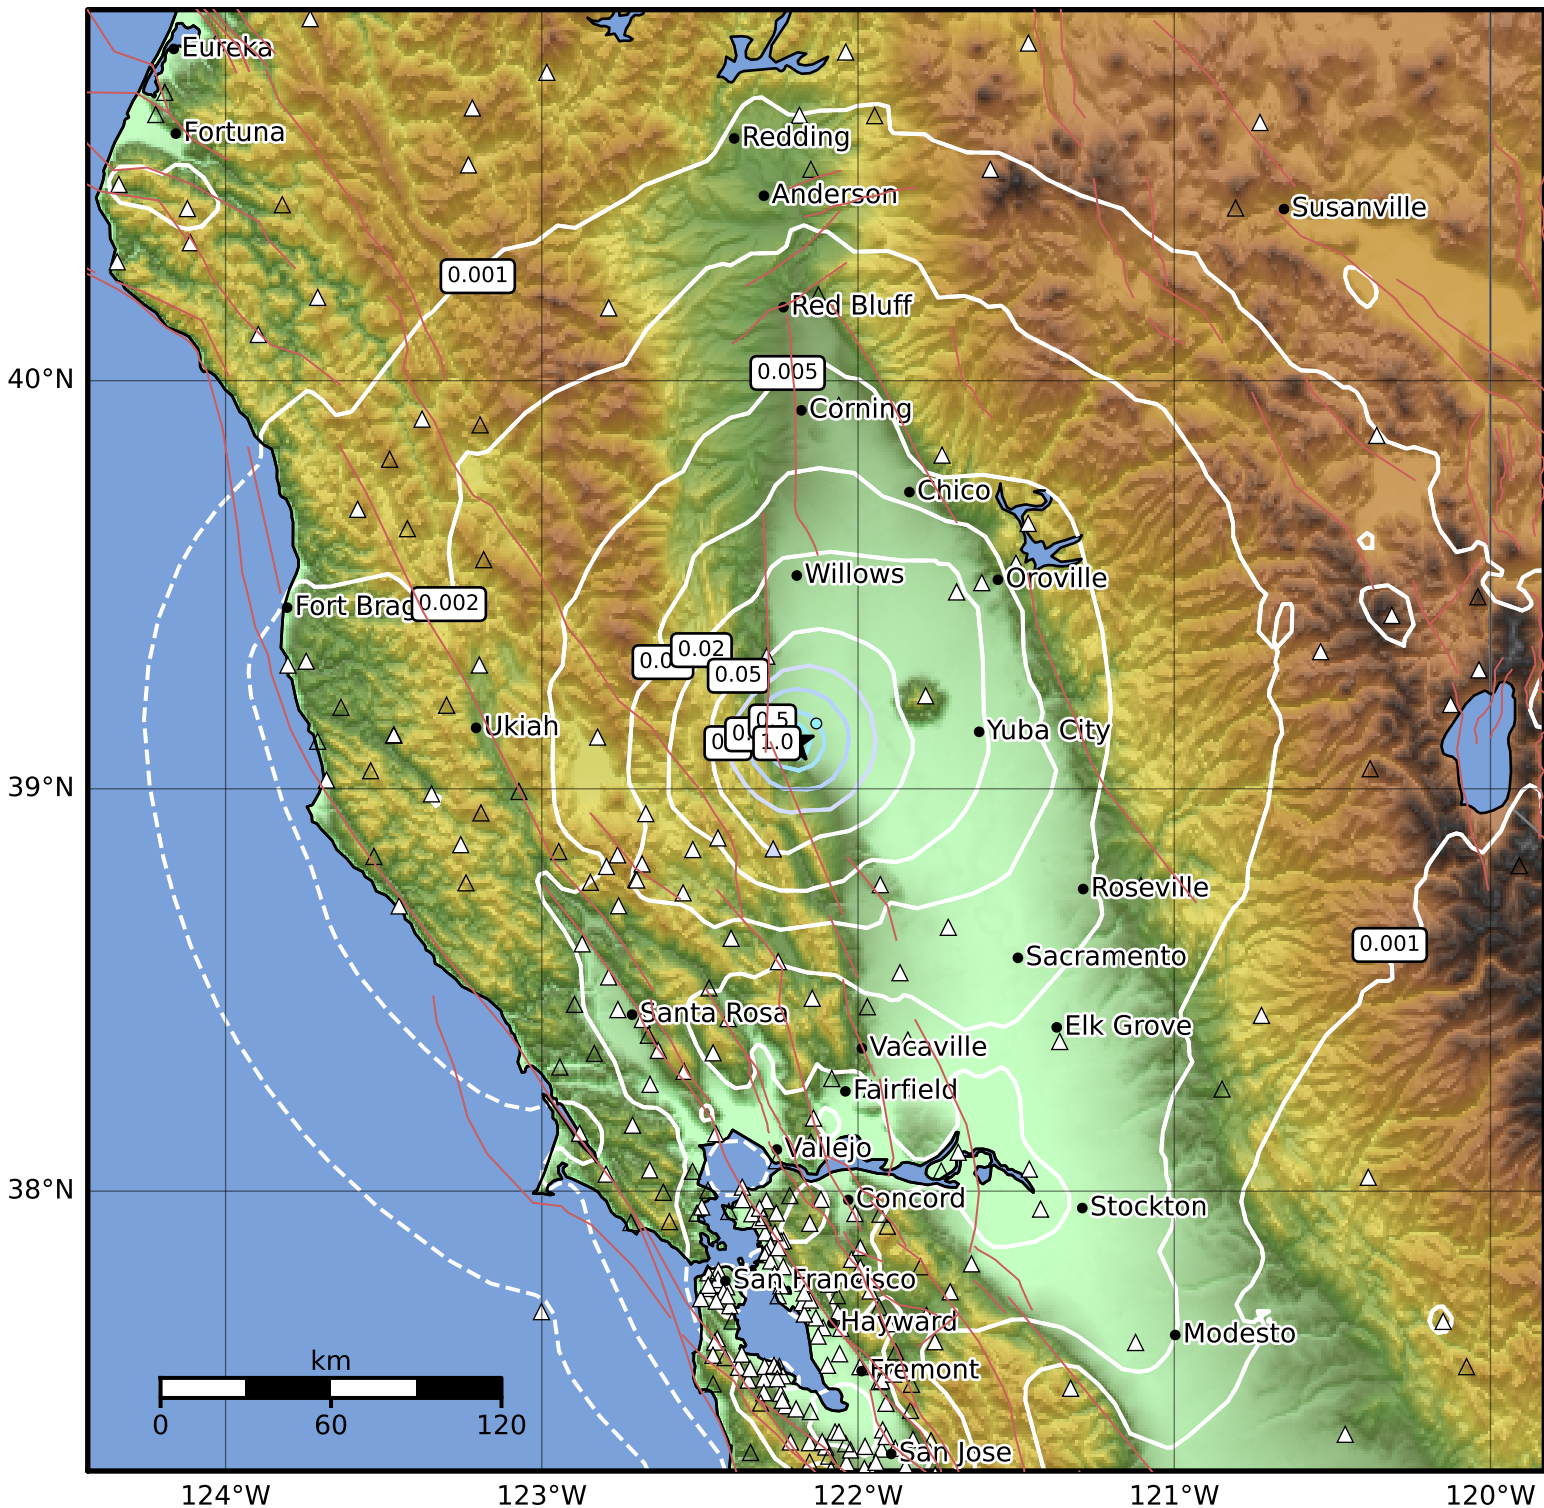 Eureka
Fortuna
Redding
Anderson
Susanville
0.001
Red Bluff
0.005
40°N
Corning
Chico
Willows
Oroville
Fort Brag
0.002
0.02
0.05
Ukiah
0.5
1.0
Yuba City
39°N
Roseville
0.001
Sacramento
Santa Rosa
Elk Grove
Vacaville
Fairfield
Vallejo
38°N
Concord
Stockton
San Francisco
Hayward
Modesto
km
Fremont
0 60 120
San Jose
124°W 123°W 122°W 121°W 120°W